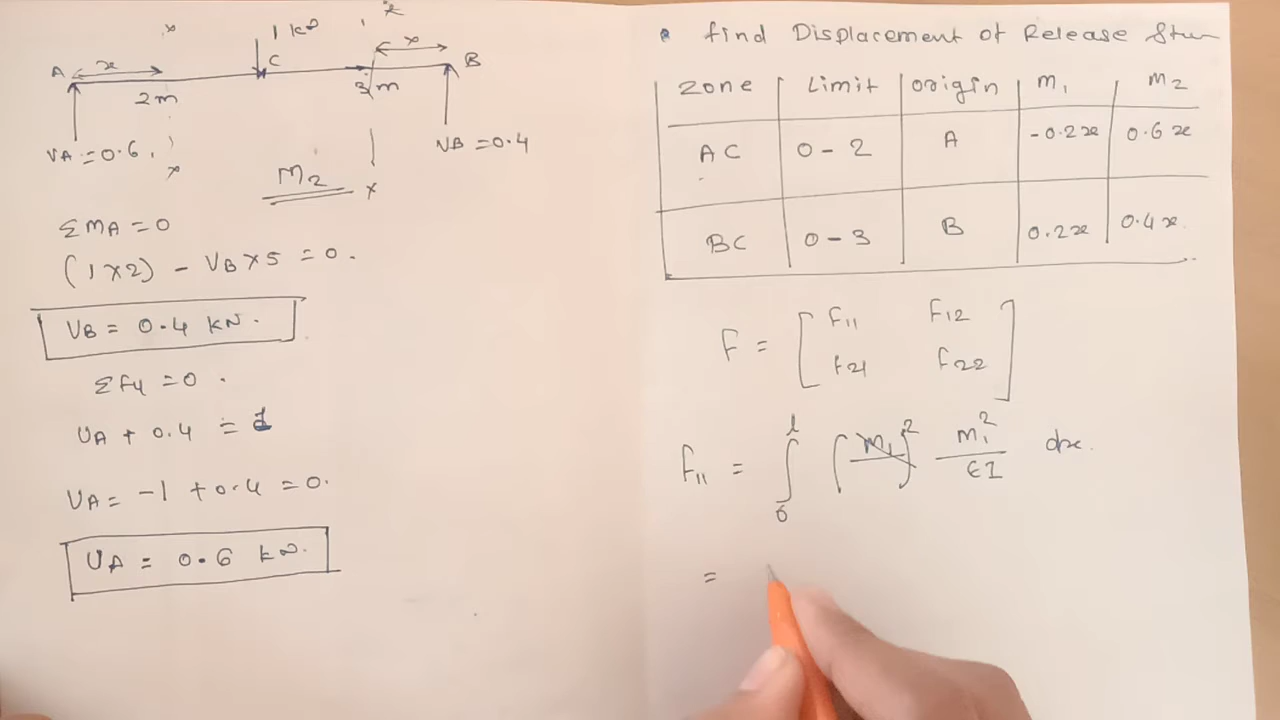 1 kN
A x C x B
2m 3m
VA = 0.6 VB = 0.4
M2
ΣMA = 0
(1 x 2) - VB x 5 = 0.
VB = 0.4 KN.
Σfy = 0.
VA + 0.4 = 1
VA = -1 + 0.4 = 0.
VA = 0.6 kN.
• find Displacement of Release Stur
Zone Limit origin m1 M2
AC 0-2 A -0.2x 0.6x
BC 0-3 B 0.2x 0.4x.
F = [ F11 F12
F21 F22 ]
F11 = ∫ 0 l m1² / EI dx.
=